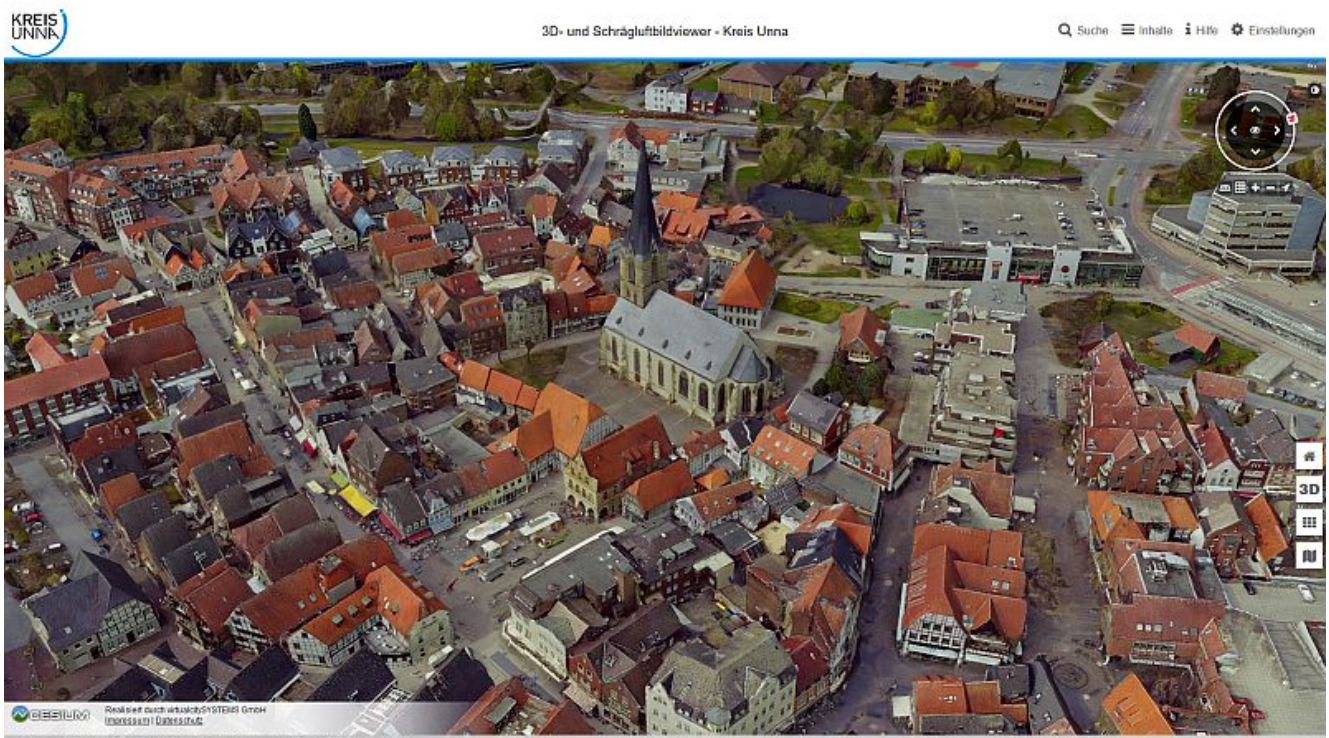 KREIS
UNNA
3D- und Schrägluftbildviewer - Kreis Unna
Suche Inhalte Hilfe Einstellungen
3D
CESIUM
Realisiert durch virtualcitySYSTEMS GmbH
Impressum | Datenschutz